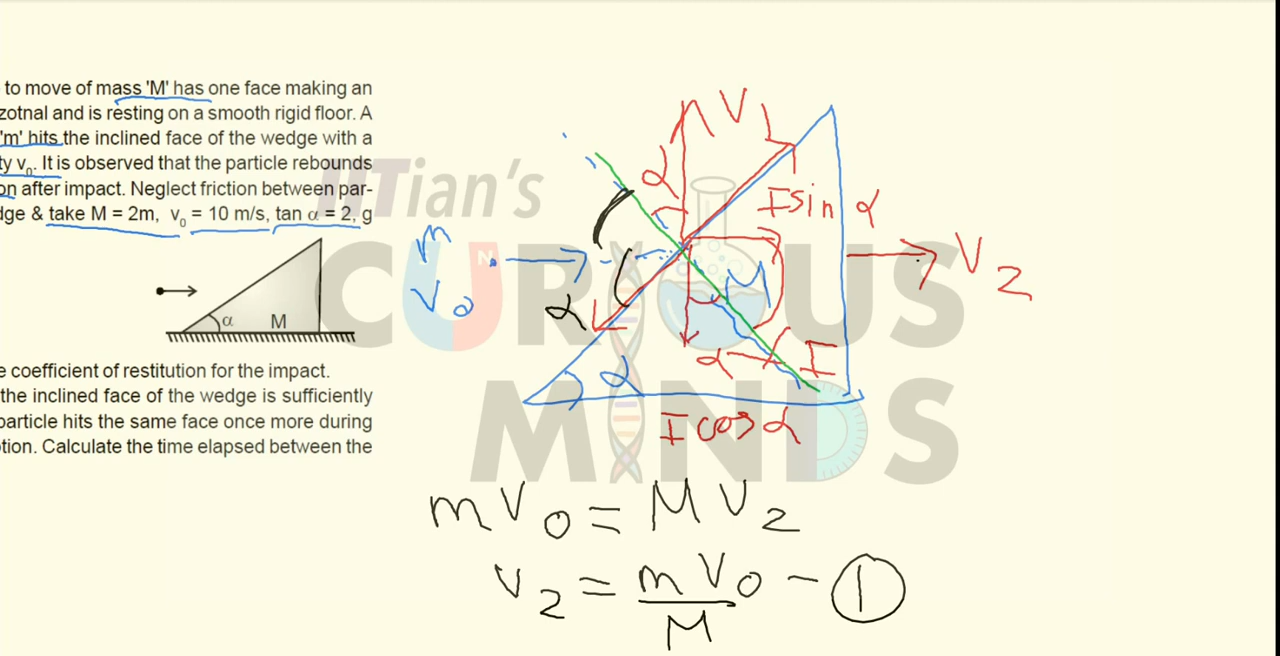 to move of mass 'M' has one face making an
zotnal and is resting on a smooth rigid floor. A
'm' hits the inclined face of the wedge with a
ty v₀. It is observed that the particle rebounds
on after impact. Neglect friction between par-
dge & take M = 2m, v₀ = 10 m/s, tan α = 2, g
α
M
e coefficient of restitution for the impact.
the inclined face of the wedge is sufficiently
particle hits the same face once more during
tion. Calculate the time elapsed between the
IITian's
CURIOUS
MINDS
N
m
V₀
V₁
α
I sin α
V₂
M
α
α
α
I
I cos α
mV₀ = MV₂
V₂ = mV₀/M - ①